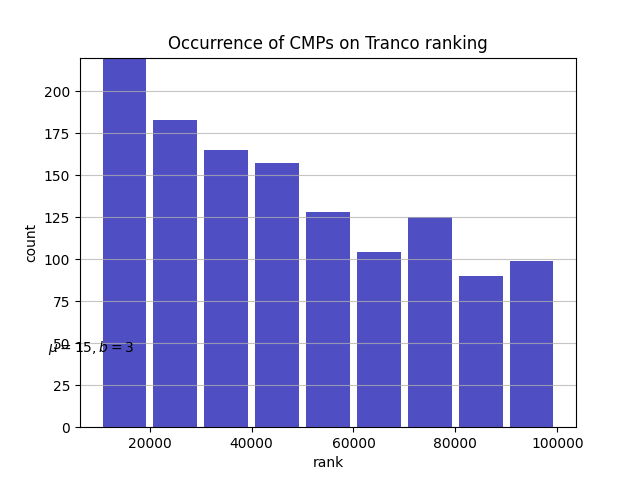 Occurrence of CMPs on Tranco ranking
200
175
150
125
100
75
50
25
0
count
μ = 15, b = 3
20000 40000 60000 80000 100000
rank